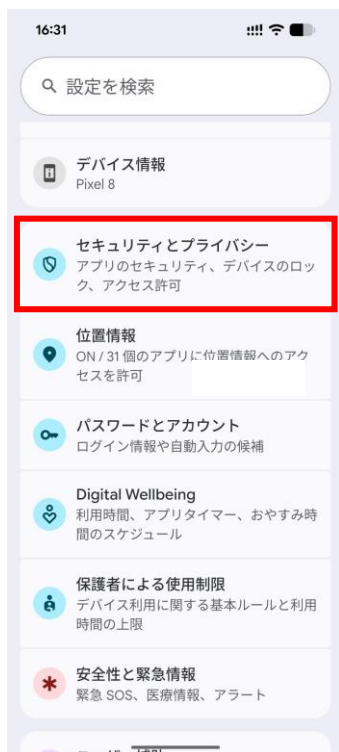 16:31
設定を検索
デバイス情報
Pixel 8
セキュリティとプライバシー
アプリのセキュリティ、デバイスのロッ
ク、アクセス許可
位置情報
ON / 31 個のアプリに位置情報へのアク
セスを許可
パスワードとアカウント
ログイン情報や自動入力の候補
Digital Wellbeing
利用時間、アプリタイマー、おやすみ時
間のスケジュール
保護者による使用制限
デバイス利用に関する基本ルールと利用
時間の上限
安全性と緊急情報
緊急 SOS、医療情報、アラート